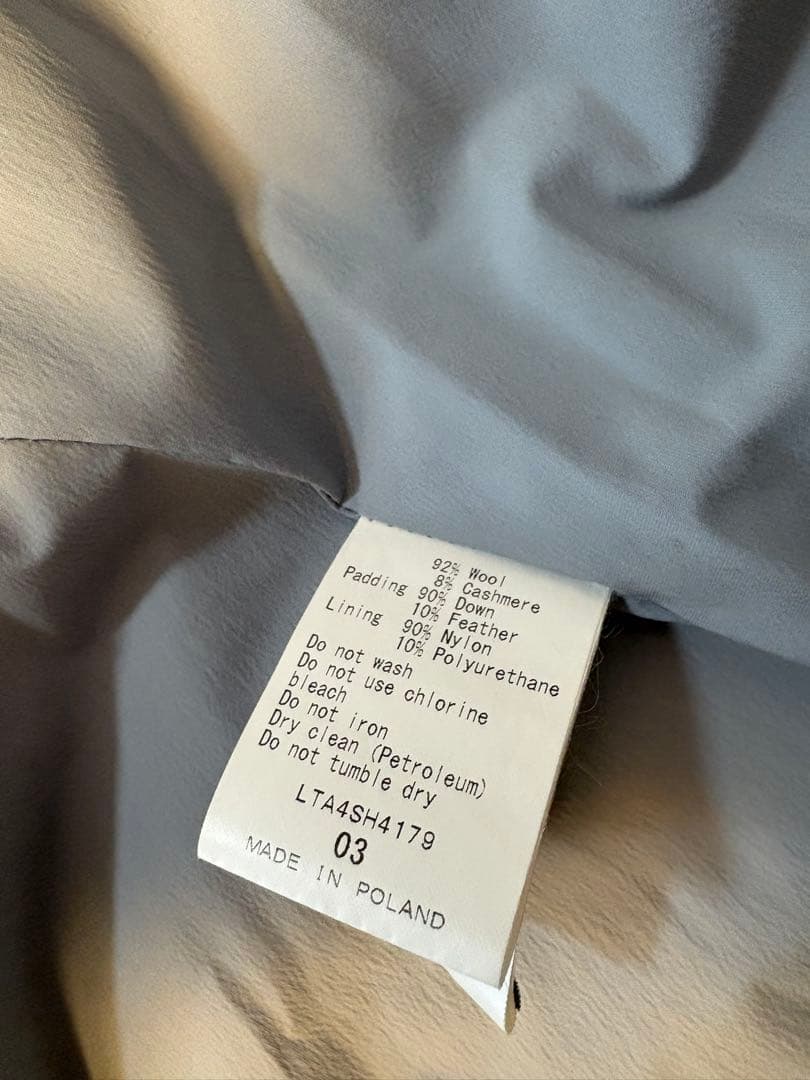 92% Wool
8% Cashmere
Padding 90% Down
10% Feather
Lining 90% Nylon
10% Polyurethane
Do not wash
Do not use chlorine
bleach
Do not iron
Dry clean (Petroleum)
Do not tumble dry
LTA4SH4179
03
MADE IN POLAND